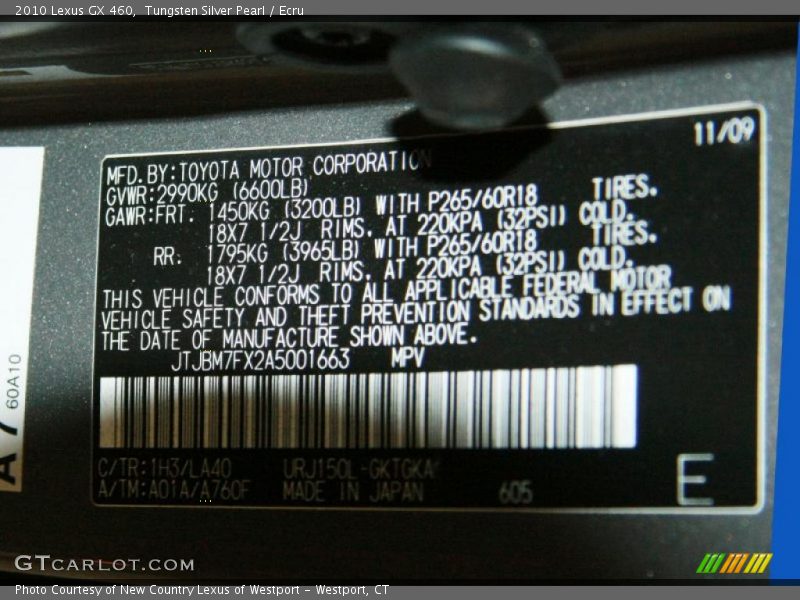 2010 Lexus GX 460, Tungsten Silver Pearl / Ecru
11/09
MFD. BY:TOYOTA MOTOR CORPORATION
GVWR:2990KG (6600LB)
GAWR:FRT. 1450KG (3200LB) WITH P265/60R18 TIRES.
18X7 1/2J RIMS. AT 220KPA (32PSI) COLD.
RR. 1795KG (3965LB) WITH P265/60R18 TIRES.
18X7 1/2J RIMS. AT 220KPA (32PSI) COLD.
THIS VEHICLE CONFORMS TO ALL APPLICABLE FEDERAL MOTOR
VEHICLE SAFETY AND THEFT PREVENTION STANDARDS IN EFFECT ON
THE DATE OF MANUFACTURE SHOWN ABOVE.
JTJBM7FX2A5001663 MPV
C/TR:1H3/LA40 URJ150L-GKTGKA
A/TM:A01A/A760F MADE IN JAPAN 605 E
A7
60A10
GTCARLOT.COM
Photo Courtesy of New Country Lexus of Westport - Westport, CT